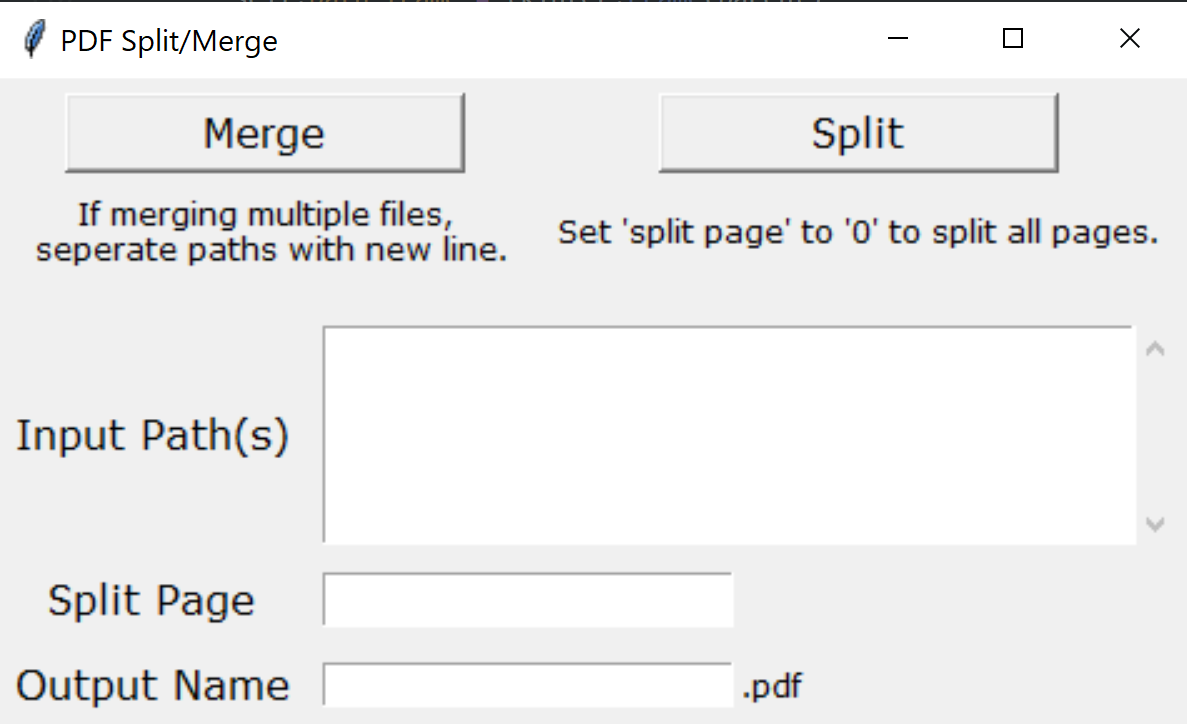 PDF Split/Merge
Merge
Split
If merging multiple files,
seperate paths with new line.
Set 'split page' to '0' to split all pages.
Input Path(s)
Split Page
Output Name
.pdf